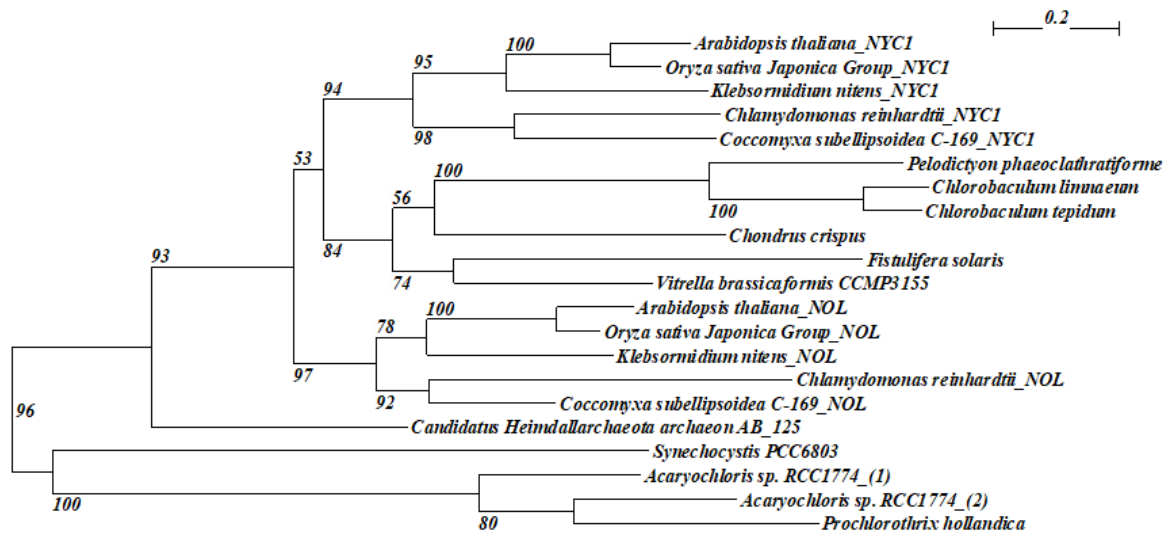 0.2
100
Arabidopsis thaliana_NYC1
95
Oryza sativa Japonica Group_NYC1
94
Klebsormidium nitens_NYC1
Chlamydomonas reinhardtii_NYC1
98
Coccomyxa subellipsoidea C-169_NYC1
53
100
Pelodictyon phaeoclathratiforme
Chlorobaculum limnaeum
56
100
Chlorobaculum tepidum
Chondrus crispus
84
Fistulifera solaris
93
74
Vitrella brassicaformis CCMP3155
100
Arabidopsis thaliana_NOL
78
Oryza sativa Japonica Group_NOL
Klebsormidium nitens_NOL
97
Chlamydomonas reinhardtii_NOL
92
Coccomyxa subellipsoidea C-169_NOL
96
Candidatus Heimdallarchaeota archaeon AB_125
Synechocystis PCC6803
Acaryochloris sp. RCC1774_(1)
100
Acaryochloris sp. RCC1774_(2)
80
Prochlorothrix hollandica